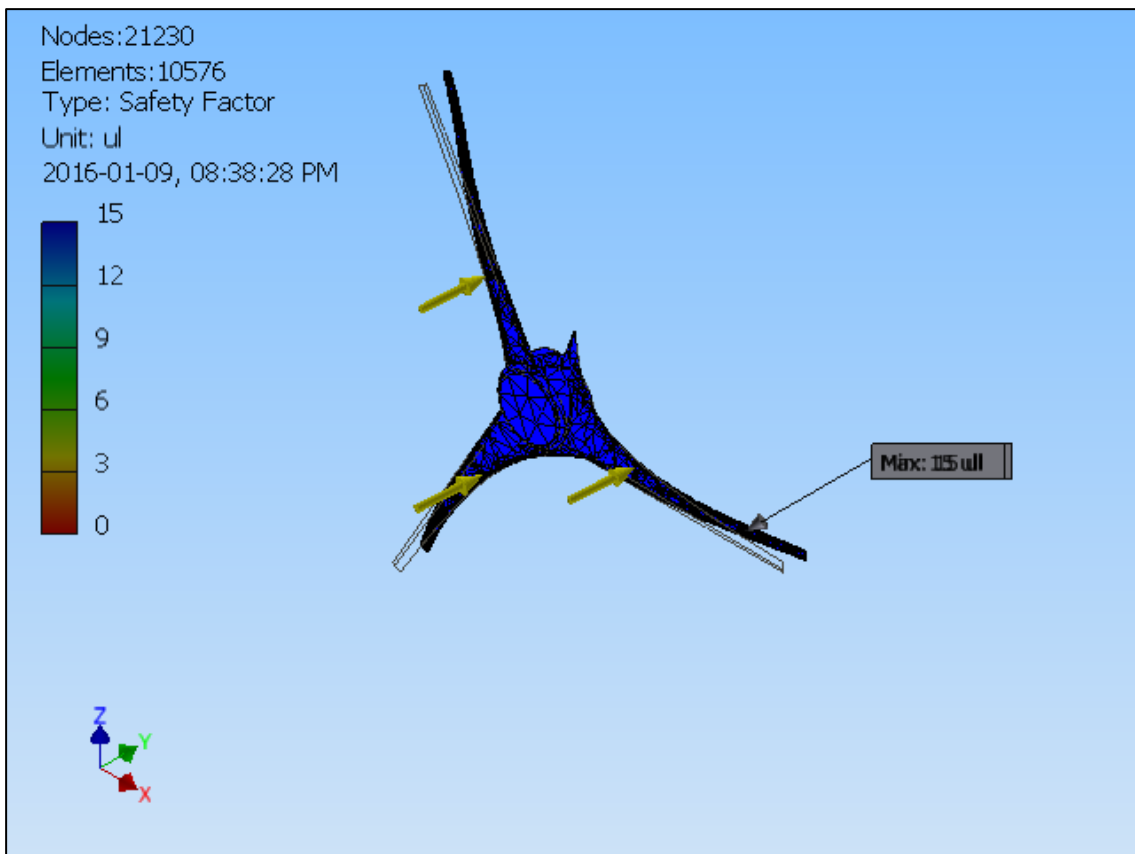 Nodes:21230
Elements:10576
Type: Safety Factor
Unit: ul
2016-01-09, 08:38:28 PM
15
12
9
6
3
0
Z
Y
X